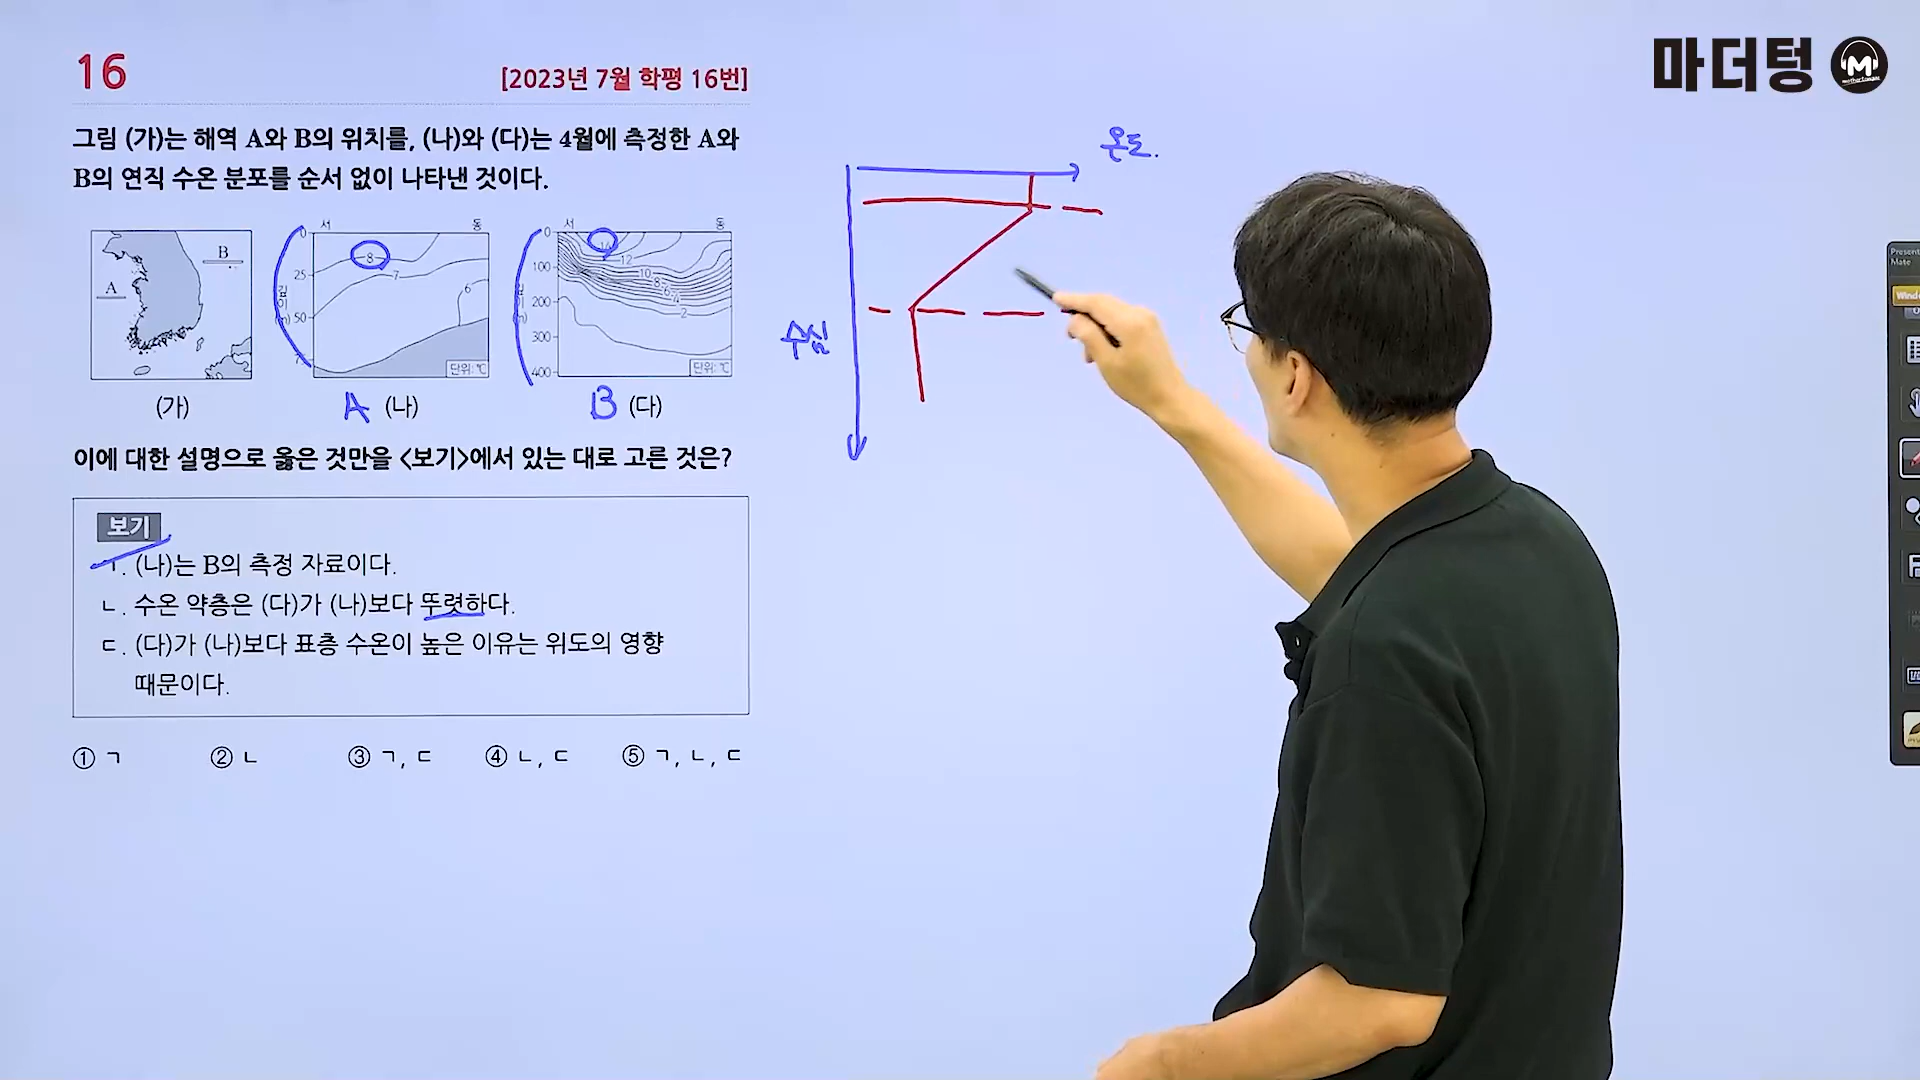 마더텅
M
16
[2023년 7월 학평 16번]
그림 (가)는 해역 A와 B의 위치를, (나)와 (다)는 4월에 측정한 A와
B의 연직 수온 분포를 순서 없이 나타낸 것이다.
A
B
(가)
서
동
0
25
50
8
7
6
단위: ℃
A (나)
서
동
0
100
200
300
400
12
10
8
2
단위: ℃
B (다)
온도.
수심
이에 대한 설명으로 옳은 것만을 <보기>에서 있는 대로 고른 것은?
보기
ㄱ. (나)는 B의 측정 자료이다.
ㄴ. 수온 약층은 (다)가 (나)보다 뚜렷하다.
ㄷ. (다)가 (나)보다 표층 수온이 높은 이유는 위도의 영향
때문이다.
① ㄱ ② ㄴ ③ ㄱ, ㄷ ④ ㄴ, ㄷ ⑤ ㄱ, ㄴ, ㄷ